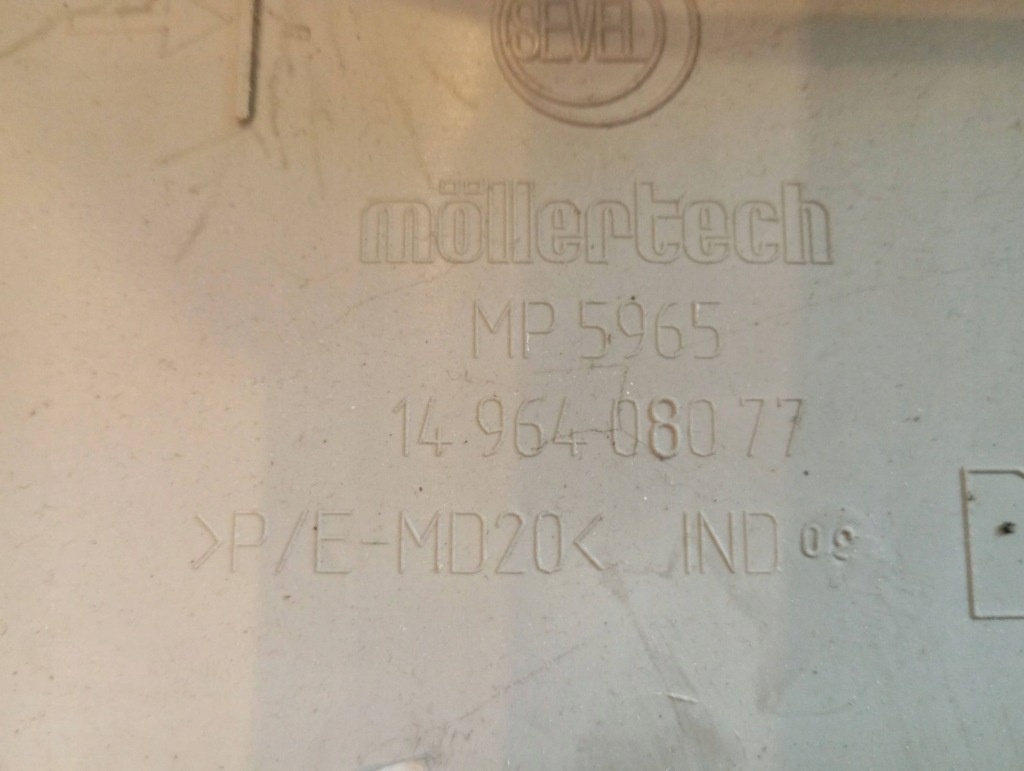 SEVEL
möllertech
MP 5965
14 964 080 77
>P/E-MD20< IND 09